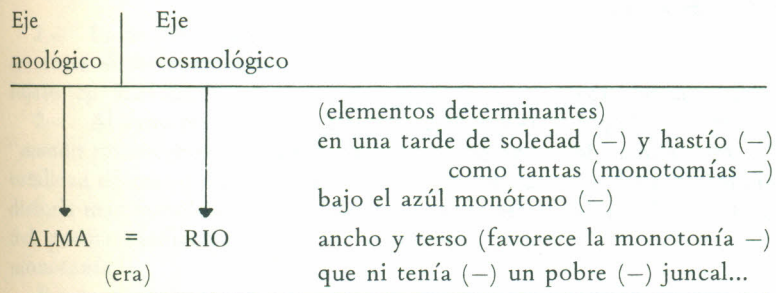 Eje Eje
noológico cosmológico
(elementos determinantes)
en una tarde de soledad (−) y hastío (−)
como tantas (monotomías −)
bajo el azúl monótono (−)
ALMA = RIO ancho y terso (favorece la monotonía −)
(era) que ni tenía (−) un pobre (−) juncal...